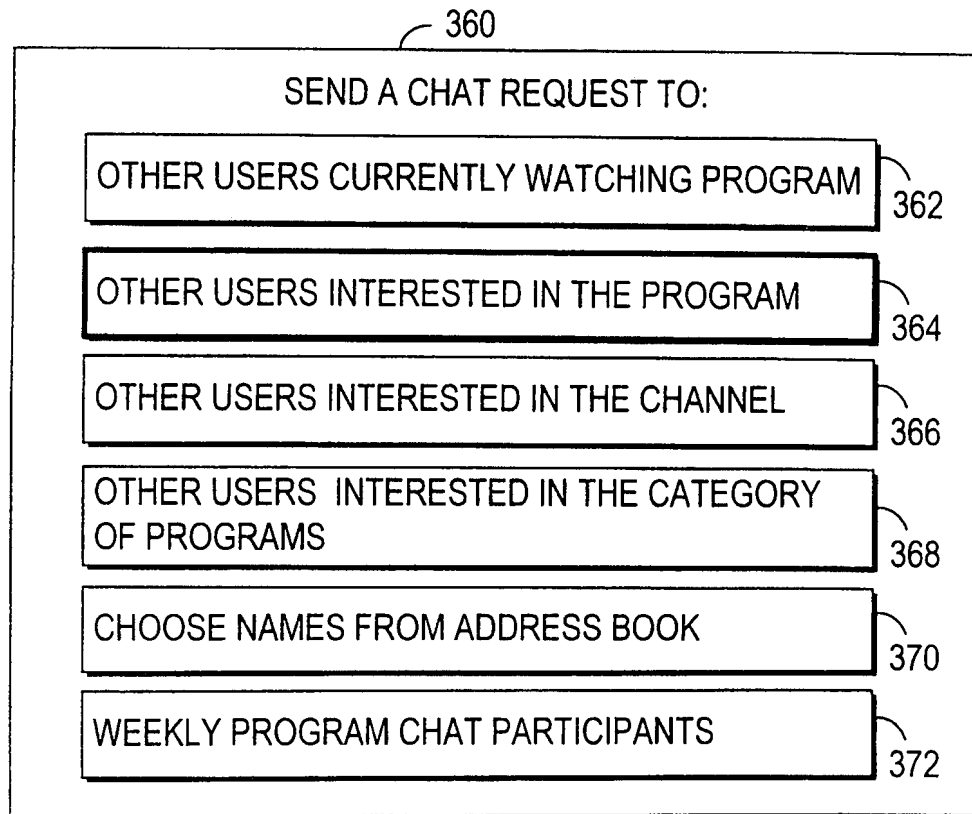 360
SEND A CHAT REQUEST TO:
OTHER USERS CURRENTLY WATCHING PROGRAM
362
OTHER USERS INTERESTED IN THE PROGRAM
364
OTHER USERS INTERESTED IN THE CHANNEL
366
OTHER USERS INTERESTED IN THE CATEGORY
OF PROGRAMS
368
CHOOSE NAMES FROM ADDRESS BOOK
370
WEEKLY PROGRAM CHAT PARTICIPANTS
372